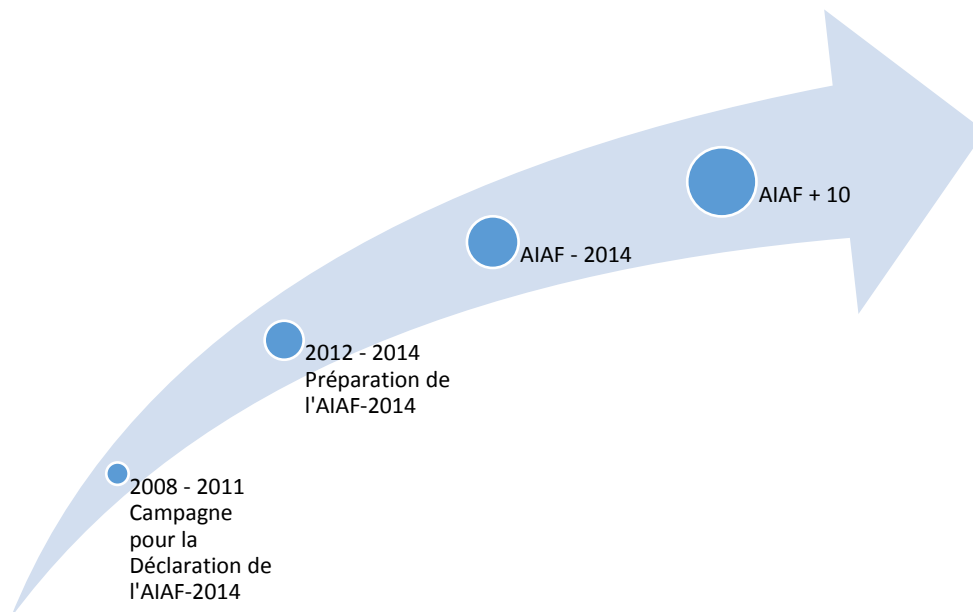 2008 - 2011
Campagne
pour la
Déclaration de
l'AIAF-2014
2012 - 2014
Préparation de
l'AIAF-2014
AIAF - 2014
AIAF + 10